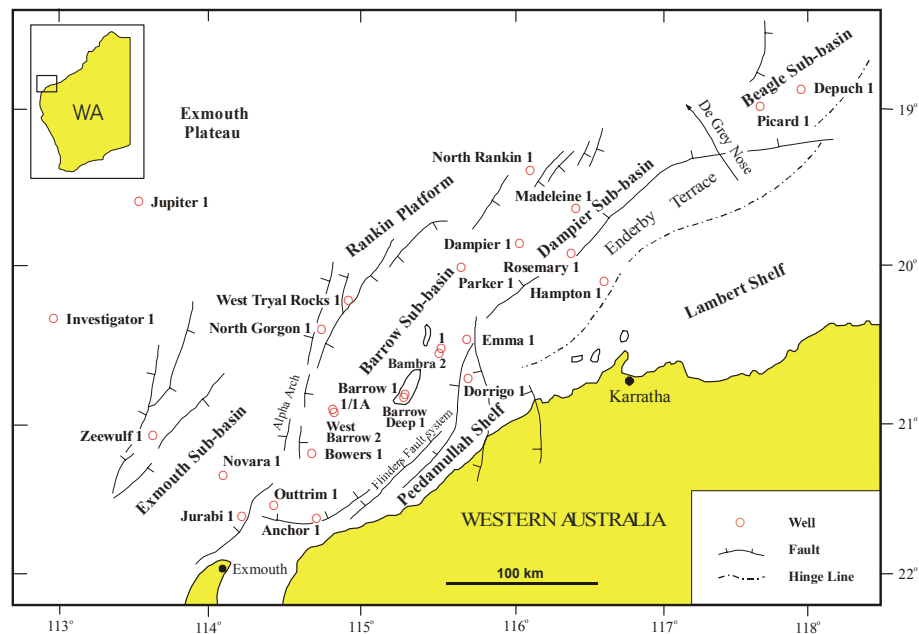 WA
Exmouth
Plateau
Beagle Sub-basin
Depuch 1
Picard 1
19°
De Grey Nose
North Rankin 1
Madeleine 1
Jupiter 1
Rankin Platform
Dampier Sub-basin
Enderby Terrace
Dampier 1
Rosemary 1
20°
Parker 1
Hampton 1
Lambert Shelf
West Tryal Rocks 1
Investigator 1
North Gorgon 1
Barrow Sub-basin
1
Emma 1
Bambra 2
Alpha Arch
Barrow 1
1/1A
Dorrigo 1
Karratha
Barrow
Deep 1
West
Barrow 2
21°
Zeewulf 1
Exmouth Sub-basin
Bowers 1
Flinders Fault system
Peedamullah Shelf
Novara 1
Outtrim 1
Jurabi 1
Anchor 1
WESTERN AUSTRALIA
Well
Fault
Hinge Line
Exmouth
100 km
22°
113°
114°
115°
116°
117°
118°